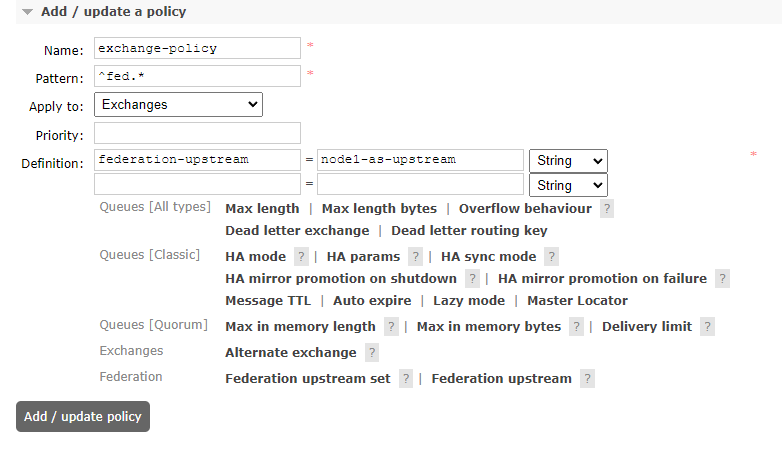 Add / update a policy
Name: exchange-policy *
Pattern: ^fed.* *
Apply to: Exchanges
Priority:
Definition: federation-upstream = node1-as-upstream String *
= String
Queues [All types] Max length | Max length bytes | Overflow behaviour ?
Dead letter exchange | Dead letter routing key
Queues [Classic] HA mode ? | HA params ? | HA sync mode ?
HA mirror promotion on shutdown ? | HA mirror promotion on failure ?
Message TTL | Auto expire | Lazy mode | Master Locator
Queues [Quorum] Max in memory length ? | Max in memory bytes ? | Delivery limit ?
Exchanges Alternate exchange ?
Federation Federation upstream set ? | Federation upstream ?
Add / update policy